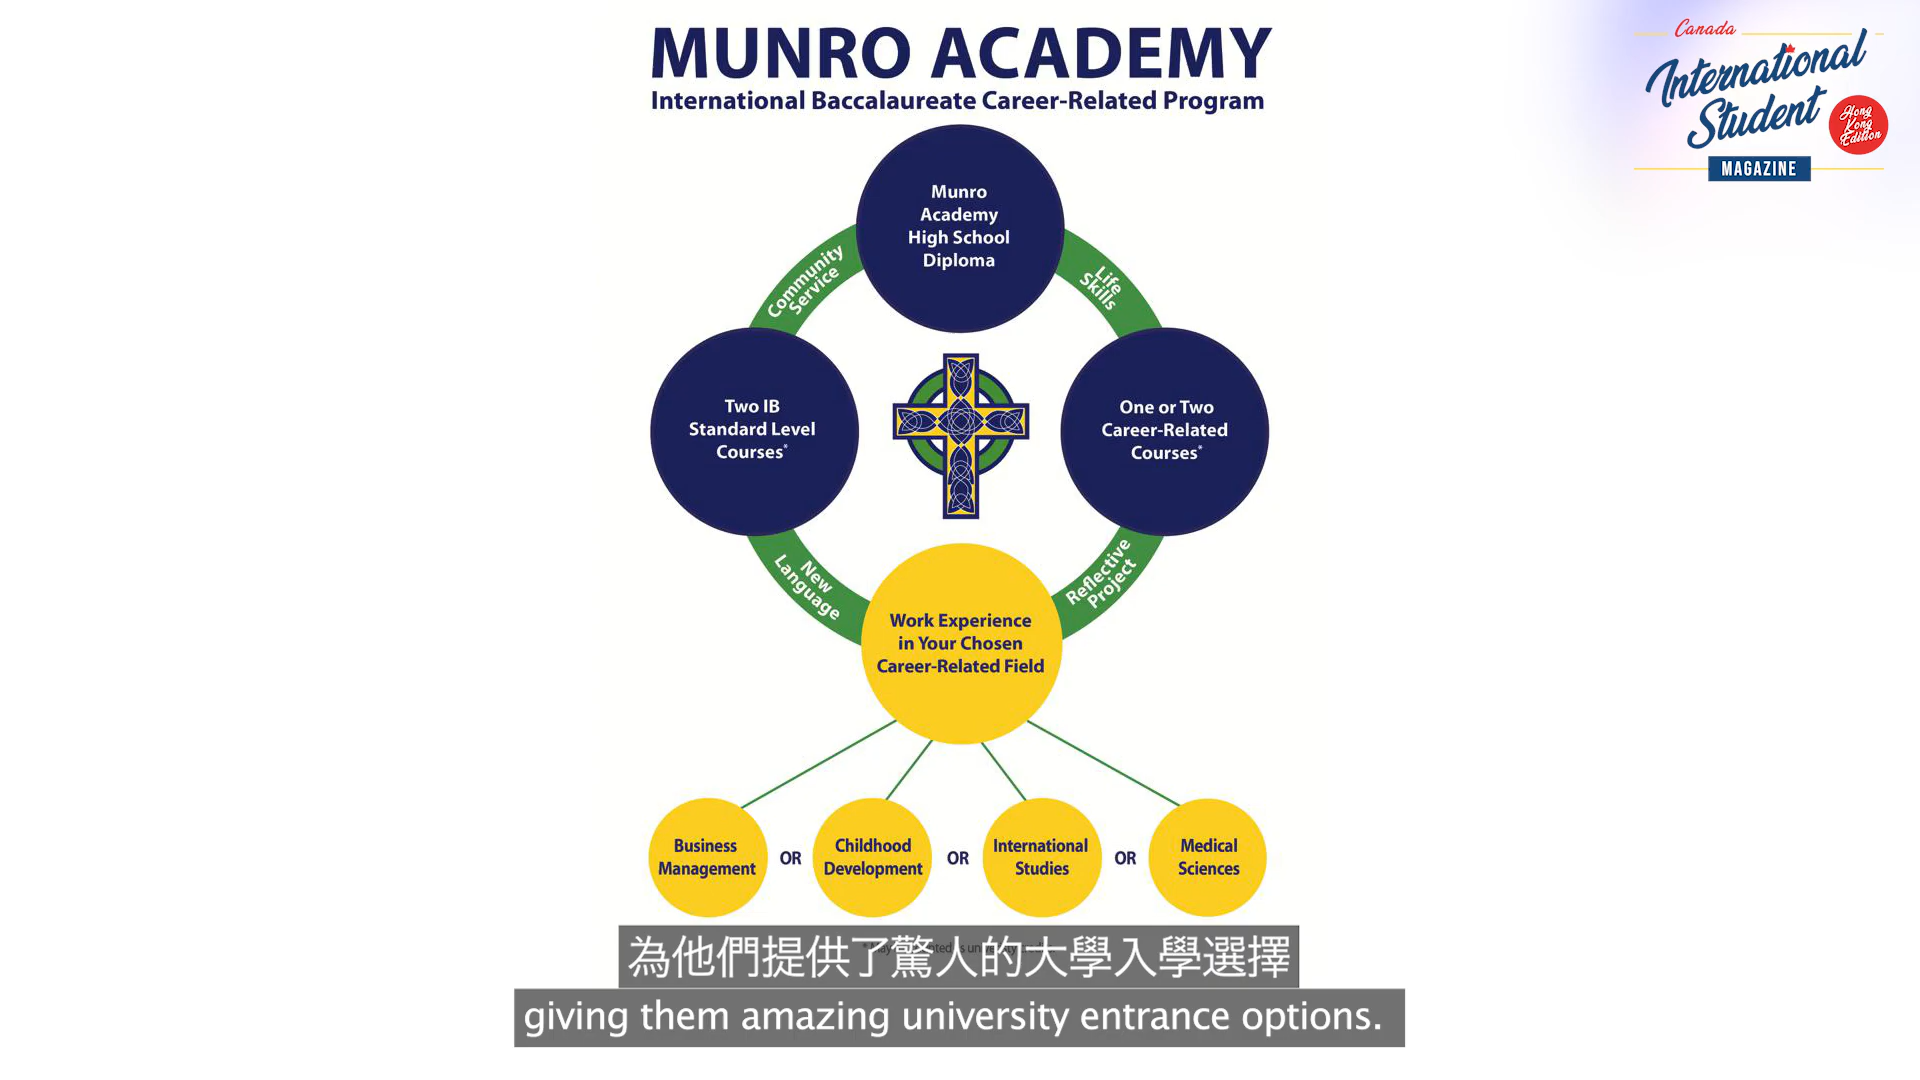 MUNRO ACADEMY
International Baccalaureate Career-Related Program
Canada
International
Student
Hong
Kong
Edition
MAGAZINE
Munro
Academy
High School
Diploma
Community
Service
Life
Skills
Two IB
Standard Level
Courses*
One or Two
Career-Related
Courses*
New
Language
Reflective
Project
Work Experience
in Your Chosen
Career-Related Field
Business
Management
OR
Childhood
Development
OR
International
Studies
OR
Medical
Sciences
為他們提供了驚人的大學入學選擇
giving them amazing university entrance options.